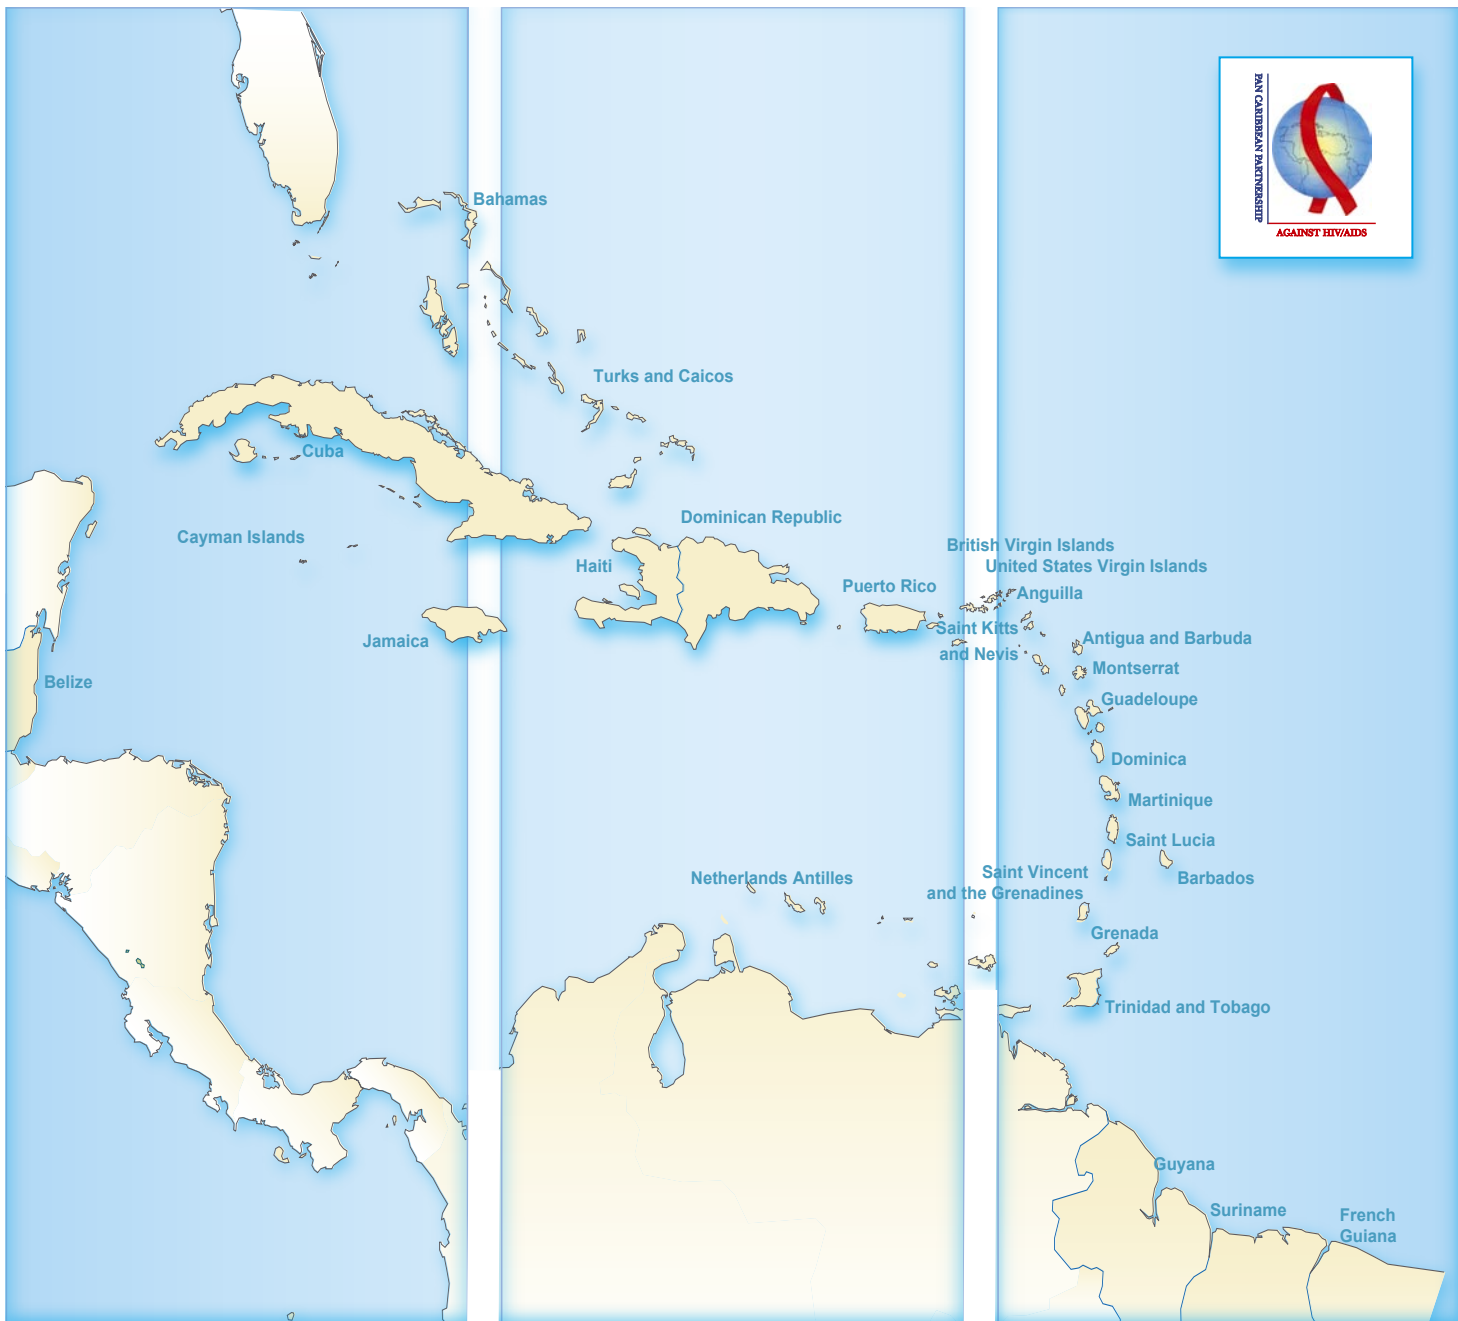 PAN CARIBBEAN PARTNERSHIP
AGAINST HIV/AIDS
Bahamas
Turks and Caicos
Cuba
Dominican Republic
Cayman Islands
British Virgin Islands
Haiti
United States Virgin Islands
Puerto Rico
Anguilla
Saint Kitts
and Nevis
Jamaica
Antigua and Barbuda
Montserrat
Belize
Guadeloupe
Dominica
Martinique
Saint Lucia
Saint Vincent
and the Grenadines
Netherlands Antilles
Barbados
Grenada
Trinidad and Tobago
Guyana
Suriname
French
Guiana